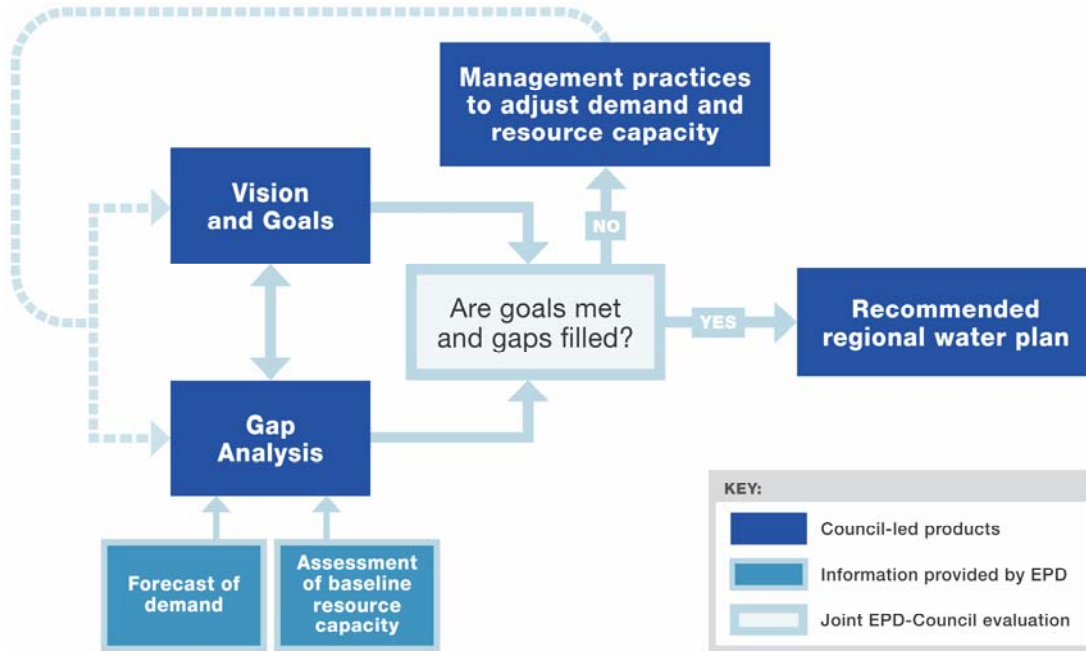 Management practices
to adjust demand and
resource capacity
Vision
and Goals
NO
Are goals met
and gaps filled?
YES
Recommended
regional water plan
Gap
Analysis
Forecast of
demand
Assessment
of baseline
resource
capacity
KEY:
Council-led products
Information provided by EPD
Joint EPD-Council evaluation